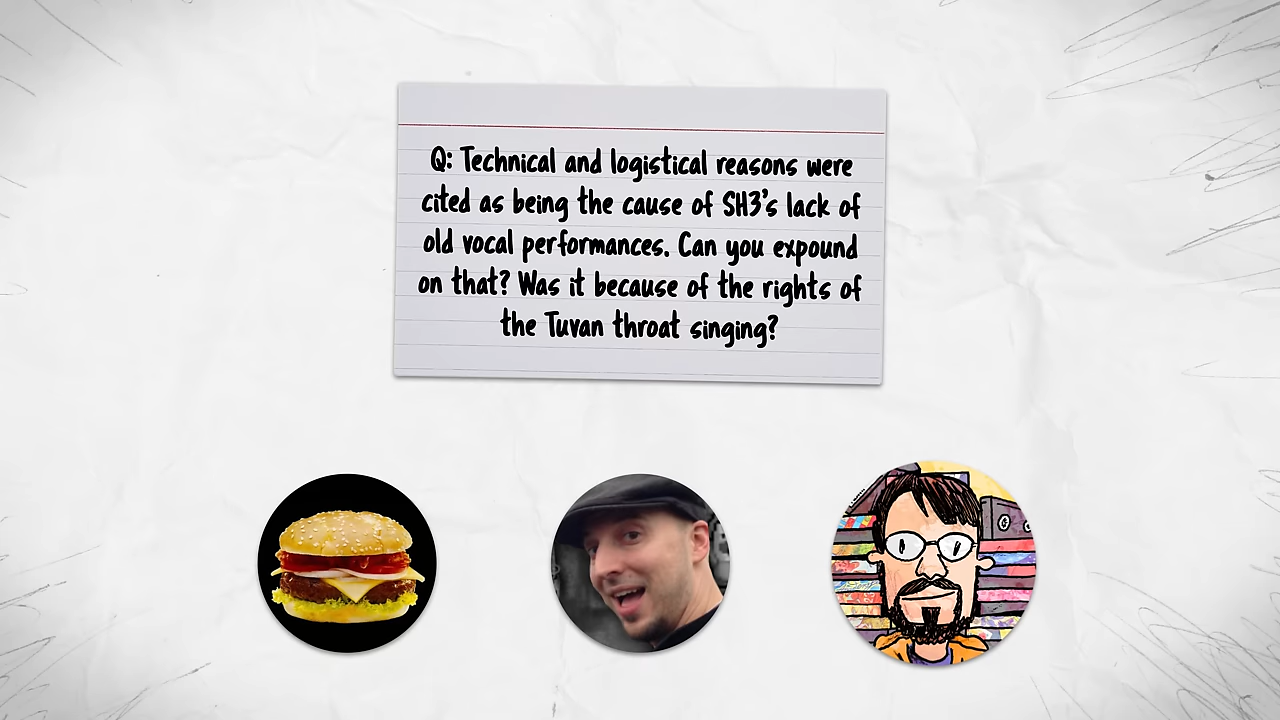 Q: Technical and logistical reasons were
cited as being the cause of SH3's lack of
old vocal performances. Can you expound
on that? Was it because of the rights of
the Tuvan throat singing?